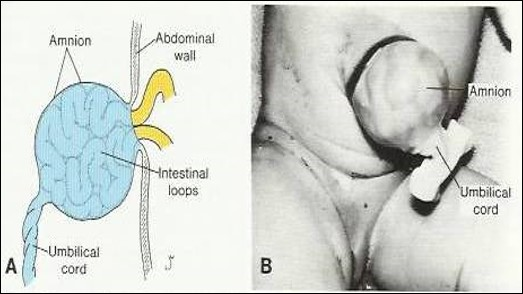 Amnion
Abdominal
wall
Intestinal
loops
Umbilical
cord
A
Amnion
Umbilical
cord
B